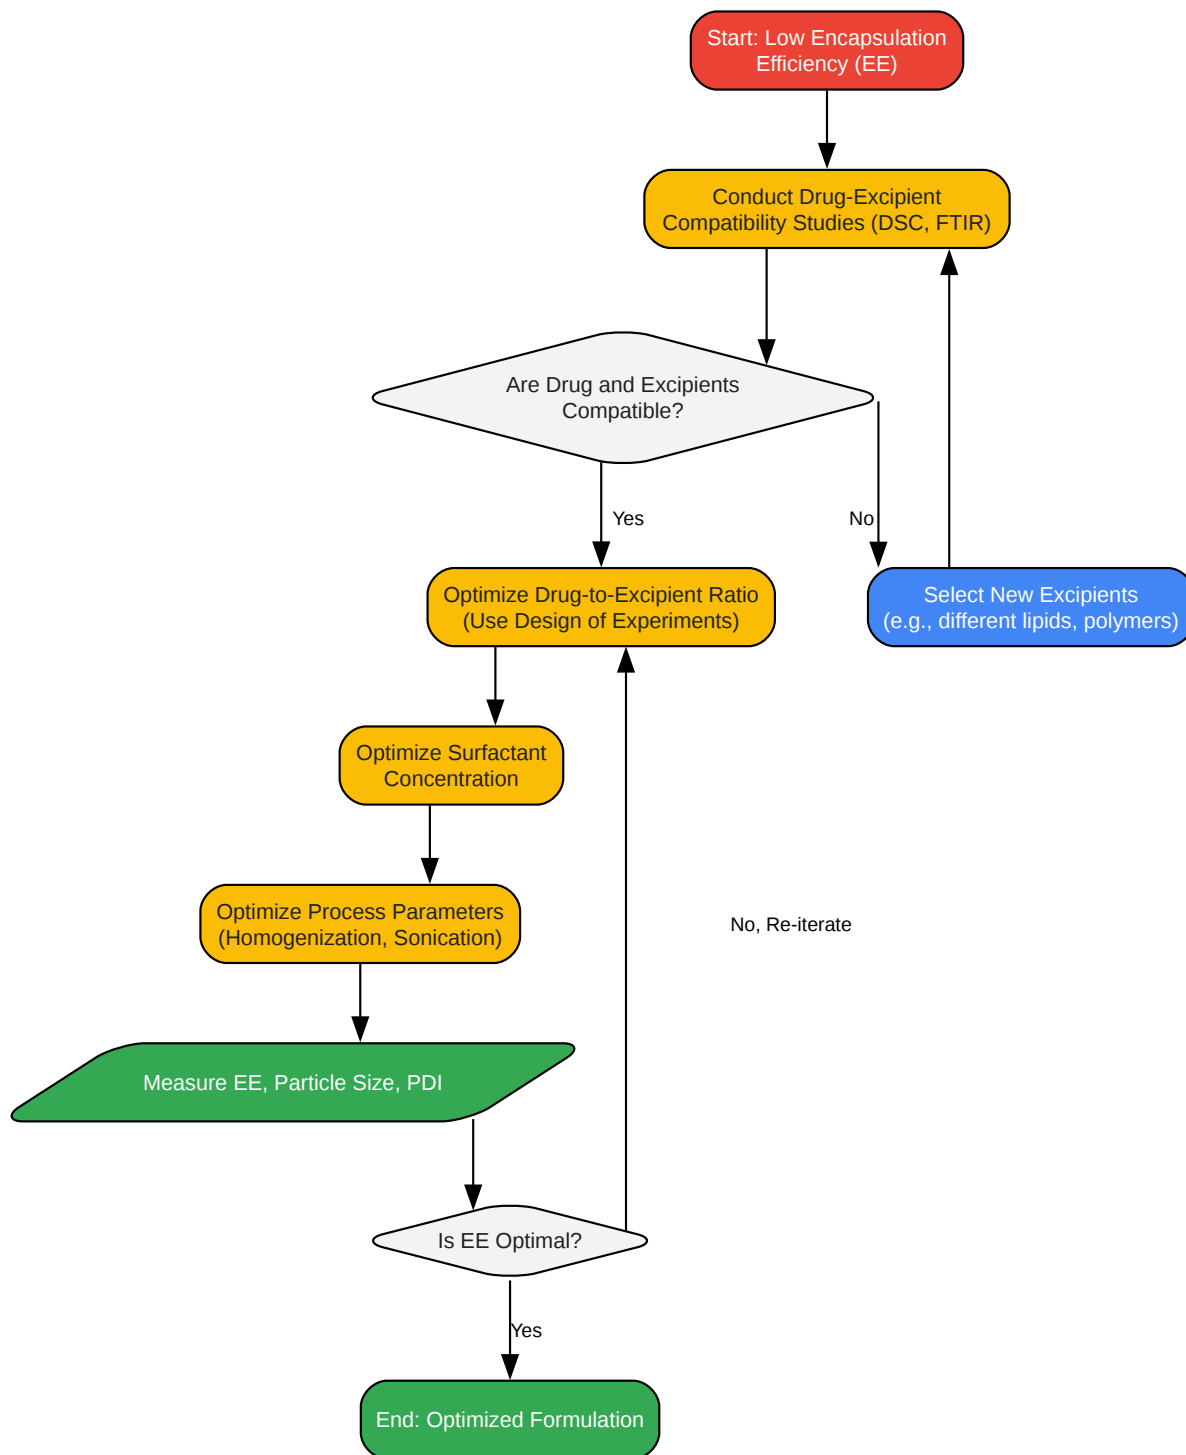 Start: Low Encapsulation
Efficiency (EE)
Conduct Drug-Excipient
Compatibility Studies (DSC, FTIR)
Are Drug and Excipients
Compatible?
Yes
No
Optimize Drug-to-Excipient Ratio
(Use Design of Experiments)
Select New Excipients
(e.g., different lipids, polymers)
Optimize Surfactant
Concentration
Optimize Process Parameters
(Homogenization, Sonication)
No, Re-iterate
Measure EE, Particle Size, PDI
Is EE Optimal?
Yes
End: Optimized Formulation